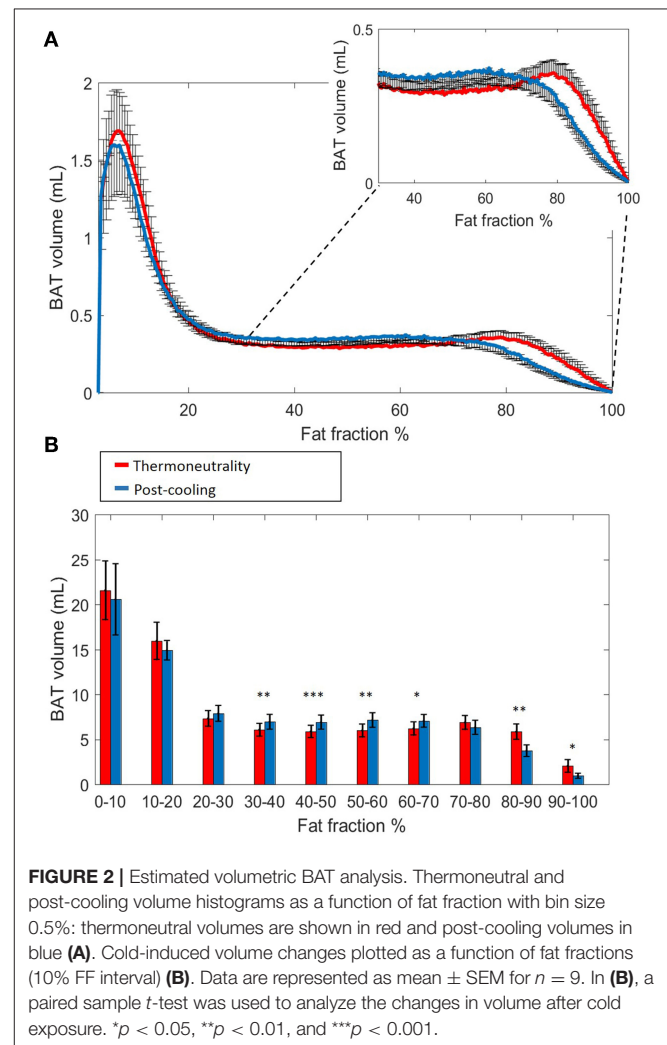 A
2
1.5
1
0.5
0
BAT volume (mL)
20 40 60 80 100
Fat fraction %
0.5
0
BAT volume (mL)
40 60 80 100
Fat fraction %
B
Thermoneutrality
Post-cooling
30
25
20
15
10
5
0
BAT volume (mL)
** *** ** * ** *
0-10 10-20 20-30 30-40 40-50 50-60 60-70 70-80 80-90 90-100
Fat fraction %
FIGURE 2 | Estimated volumetric BAT analysis. Thermoneutral and
post-cooling volume histograms as a function of fat fraction with bin size
0.5%: thermoneutral volumes are shown in red and post-cooling volumes in
blue (A). Cold-induced volume changes plotted as a function of fat fractions
(10% FF interval) (B). Data are represented as mean ± SEM for n = 9. In (B), a
paired sample t-test was used to analyze the changes in volume after cold
exposure. *p < 0.05, **p < 0.01, and ***p < 0.001.